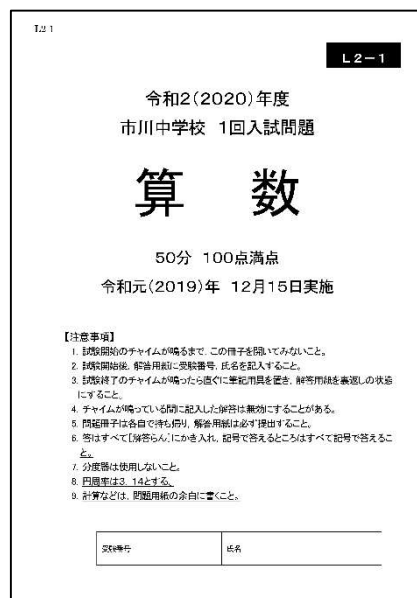 L2-1
L2-1
令和2(2020)年度
市川中学校 1回入試問題
算数
50分 100点満点
令和元(2019)年 12月15日実施
【注意事項】
1. 試験開始のチャイムが鳴るまで、この冊子を開いてみないこと。
2. 試験開始後、解答用紙に受験番号、氏名を記入すること。
3. 試験終了のチャイムが鳴ったら直ぐに筆記用具を置き、解答用紙を裏返しの状態
にすること。
4. チャイムが鳴っている間に記入した解答は無効にすることがある。
5. 問題冊子は各自で持ち帰り、解答用紙は必ず提出すること。
6. 答はすべて[解答らん]にかき入れ、記号で答えるところはすべて記号で答えるこ
と。
7. 分度器は使用しないこと。
8. 円周率は3.14とする。
9. 計算などは、問題用紙の余白に書くこと。
受験番号
氏名